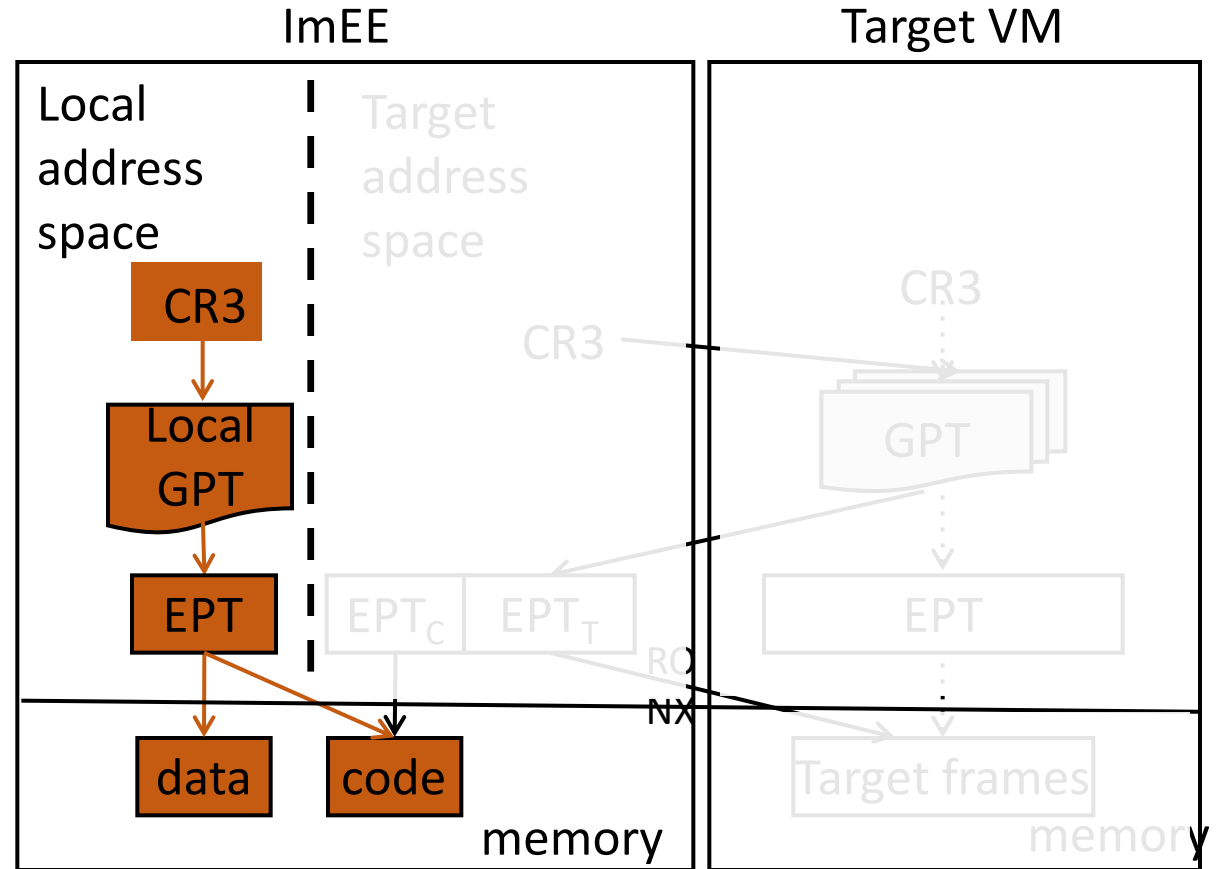 ImEE
Target VM
Local
address
space
Target
address
space
CR3
CR3
CR3
Local
GPT
GPT
EPT
EPTC
EPTT
EPT
RO
NX
data
code
Target frames
memory
memory